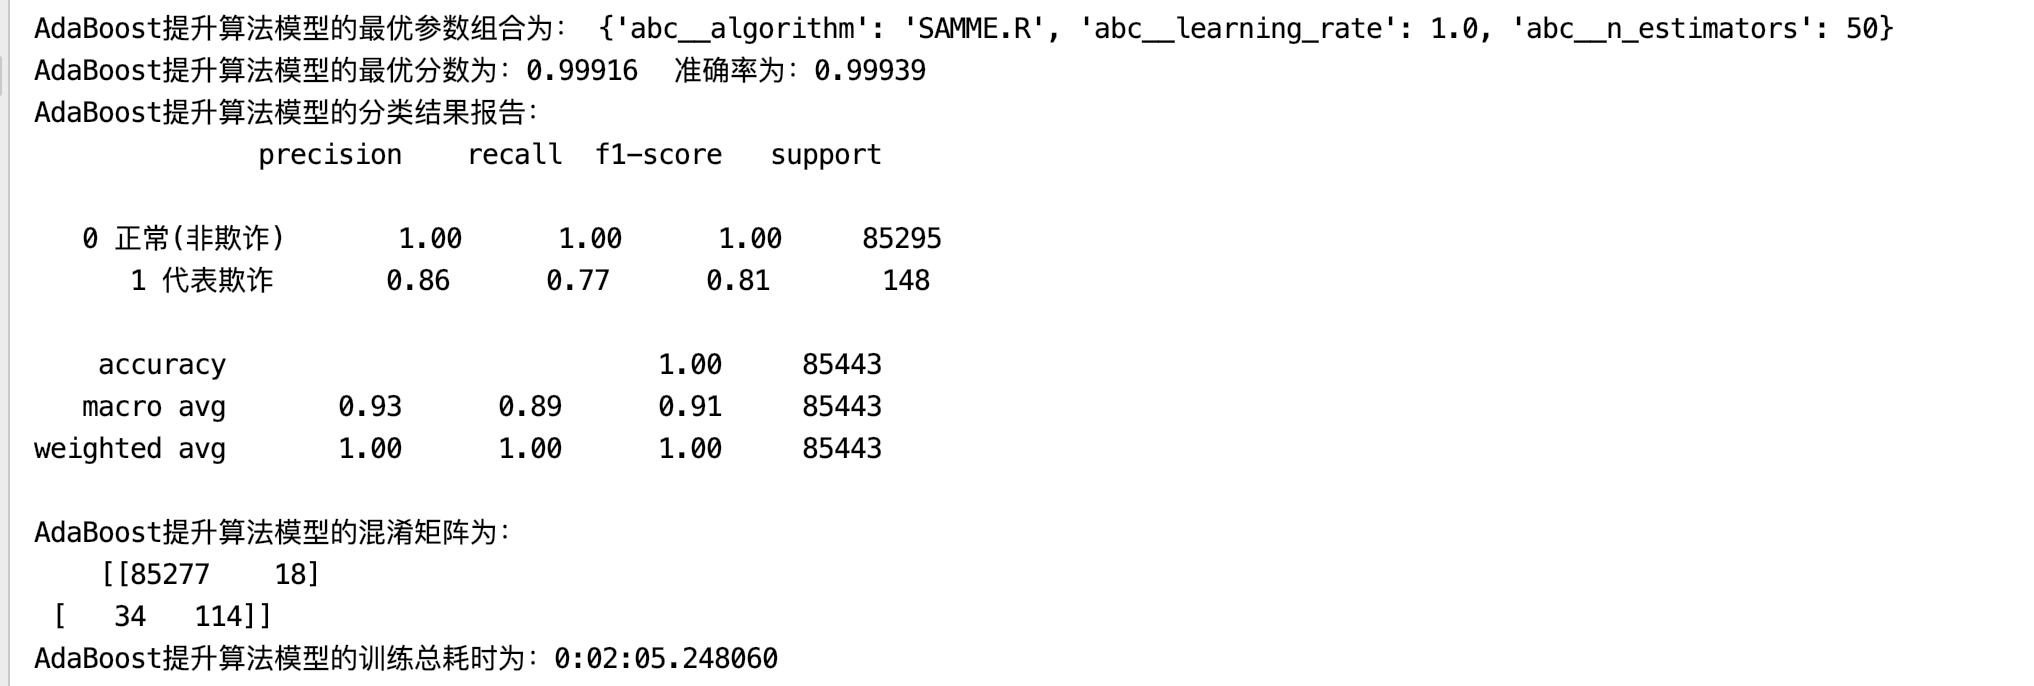 AdaBoost提升算法模型的最优参数组合为： {'abc__algorithm': 'SAMME.R', 'abc__learning_rate': 1.0, 'abc__n_estimators': 50}
AdaBoost提升算法模型的最优分数为：0.99916  准确率为：0.99939
AdaBoost提升算法模型的分类结果报告：
              precision    recall  f1-score   support
   0 正常(非欺诈)       1.00      1.00      1.00     85295
      1 代表欺诈       0.86      0.77      0.81       148
    accuracy                           1.00     85443
   macro avg       0.93      0.89      0.91     85443
weighted avg       1.00      1.00      1.00     85443
AdaBoost提升算法模型的混淆矩阵为：
    [[85277    18]
 [   34   114]]
AdaBoost提升算法模型的训练总耗时为：0:02:05.248060